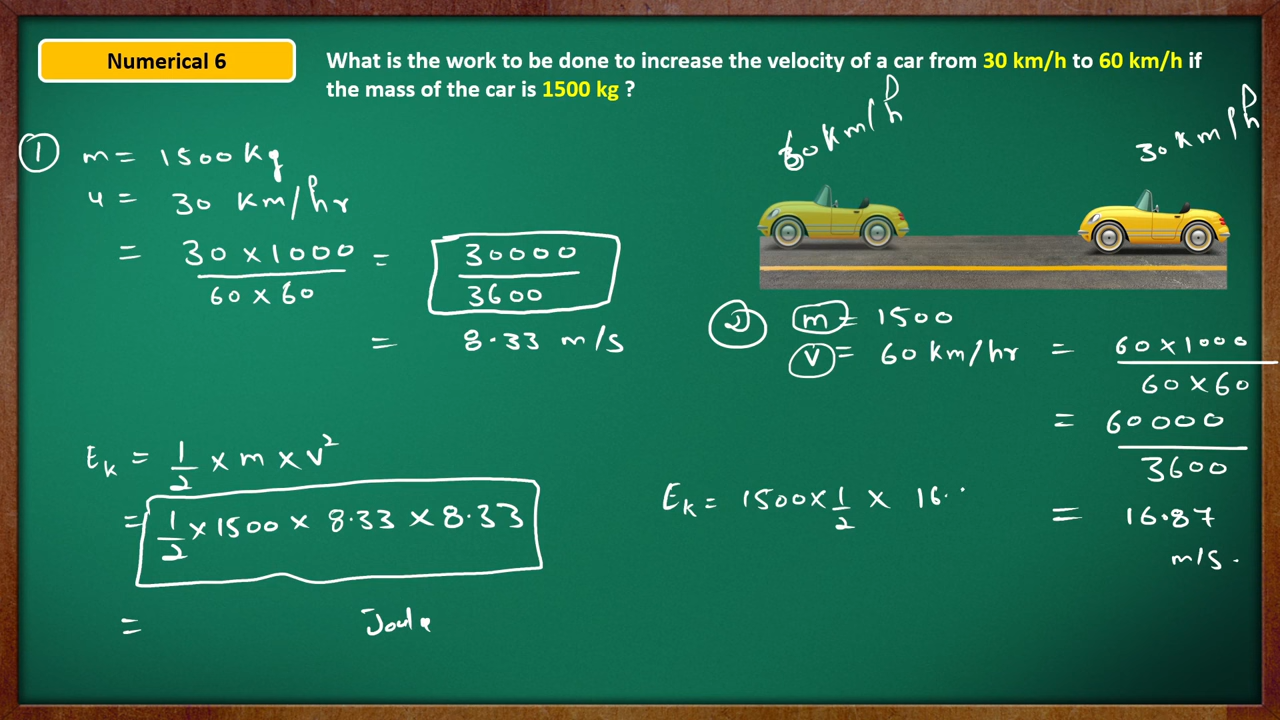 Numerical 6
What is the work to be done to increase the velocity of a car from 30 km/h to 60 km/h if
the mass of the car is 1500 kg ?
60 km/h
30 km/h
① m = 1500 kg
u = 30 km/hr
= 30 × 1000 / 60 × 60 = 30000 / 3600
= 8.33 m/s
Ek = 1/2 × m × v²
= 1/2 × 1500 × 8.33 × 8.33
= Joule
② m = 1500
v = 60 km/hr = 60 × 1000 / 60 × 60
= 60000 / 3600
= 16.87
m/s.
Ek = 1500 × 1/2 × 16.